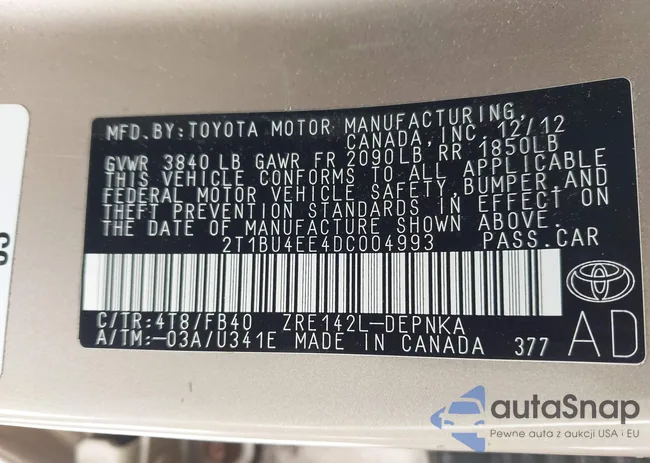 MFD. BY: TOYOTA MOTOR MANUFACTURING,
CANADA, INC. 12/12
GVWR 3840 LB GAWR FR 2090LB, RR 1850LB
THIS VEHICLE CONFORMS TO ALL APPLICABLE
FEDERAL MOTOR VEHICLE SAFETY, BUMPER, AND
THEFT PREVENTION STANDARDS IN EFFECT ON
THE DATE OF MANUFACTURE SHOWN ABOVE.
2T1BU4EE4DC004993 PASS.CAR
C/TR:4T8/FB40 ZRE142L-DEPNKA
A/TM:-03A/U341E MADE IN CANADA 377
AD
autaSnap
Pewne auta z aukcji USA i EU